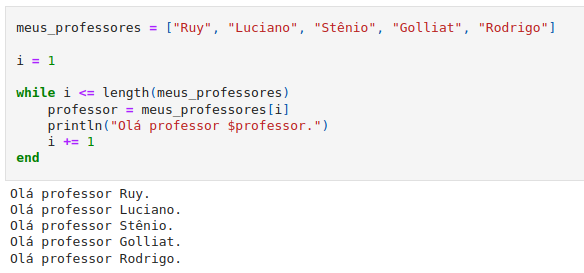 meus_professores = ["Ruy", "Luciano", "Stênio", "Golliat", "Rodrigo"]
i = 1
while i <= length(meus_professores)
    professor = meus_professores[i]
    println("Olá professor $professor.")
    i += 1
end
Olá professor Ruy.
Olá professor Luciano.
Olá professor Stênio.
Olá professor Golliat.
Olá professor Rodrigo.